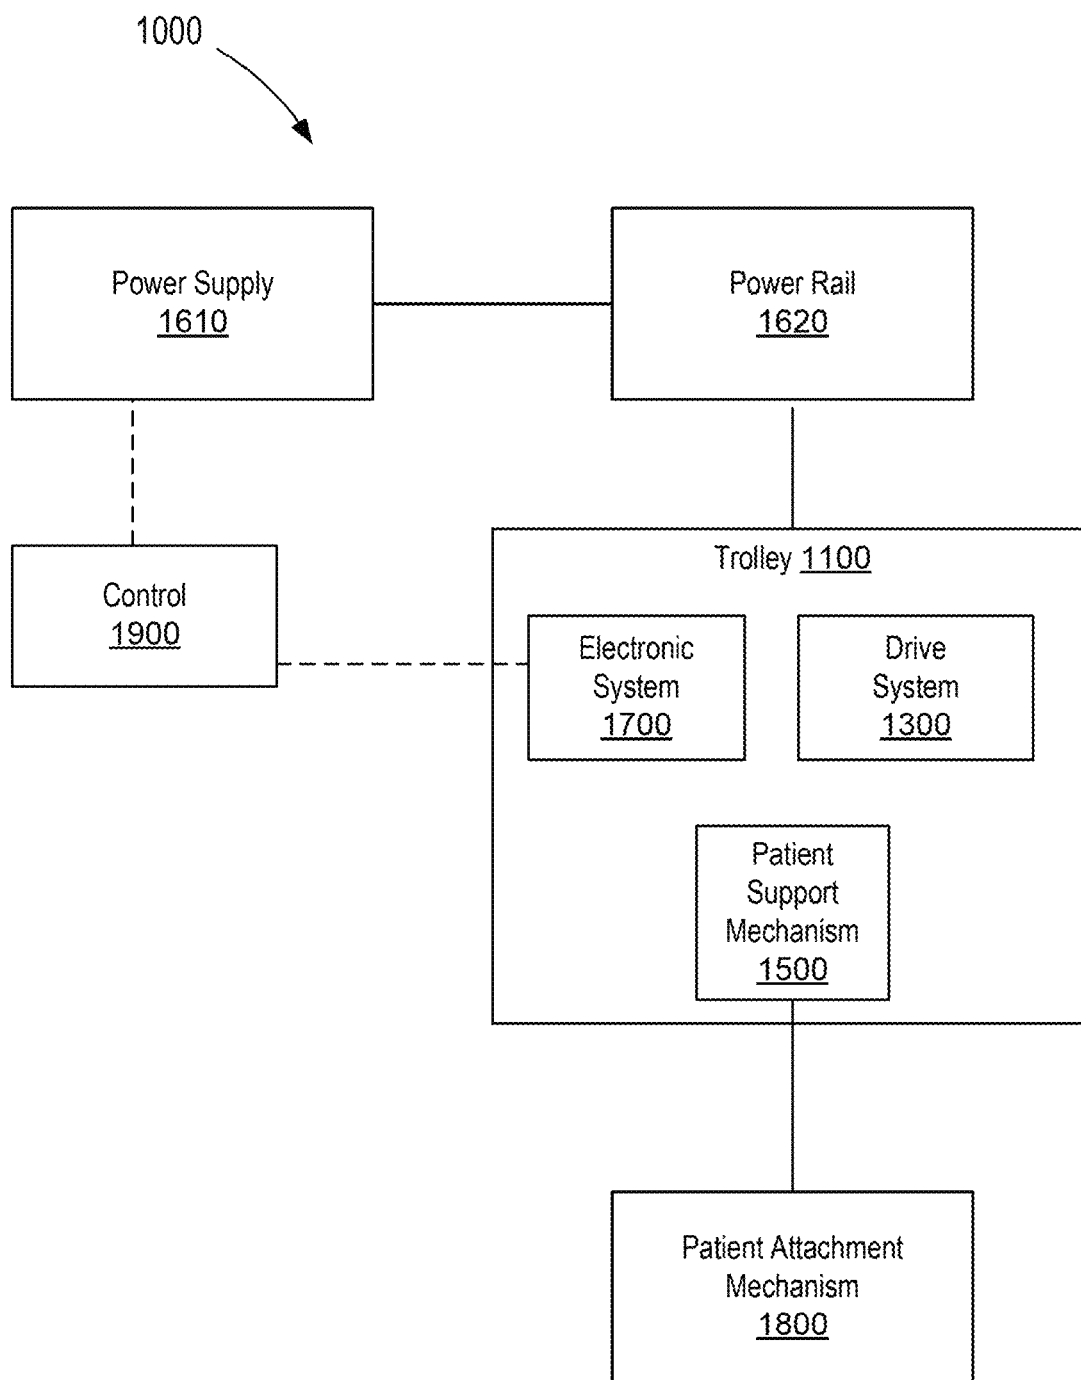 1000
Power Supply
1610
Power Rail
1620
Control
1900
Trolley 1100
Electronic
System
1700
Drive
System
1300
Patient
Support
Mechanism
1500
Patient Attachment
Mechanism
1800